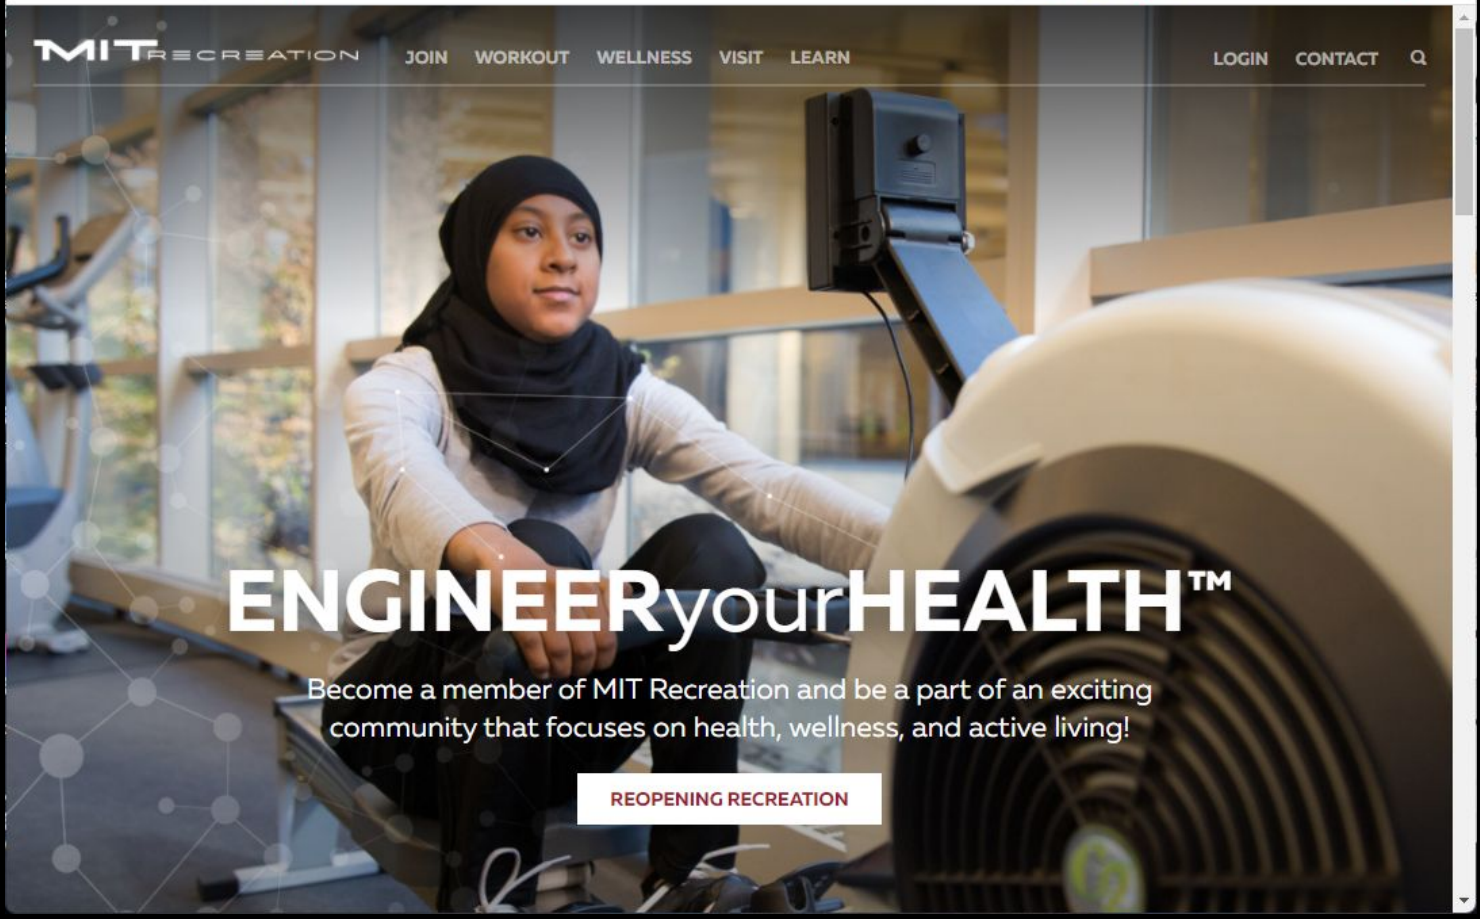 MIT RECREATION
JOIN WORKOUT WELLNESS VISIT LEARN
LOGIN CONTACT
ENGINEERyourHEALTH™
Become a member of MIT Recreation and be a part of an exciting
community that focuses on health, wellness, and active living!
REOPENING RECREATION